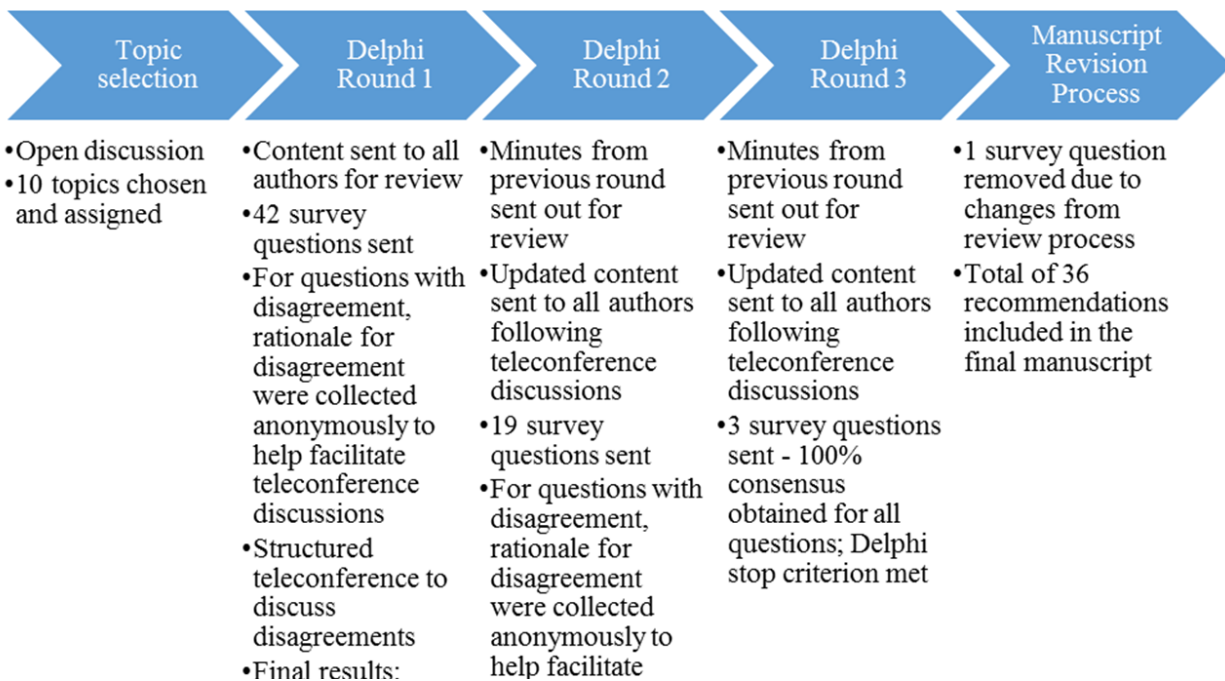 Topic
selection
Delphi
Round 1
Delphi
Round 2
Delphi
Round 3
Manuscript
Revision
Process
•Open discussion
•10 topics chosen
and assigned
•Content sent to all
authors for review
•42 survey
questions sent
•For questions with
disagreement,
rationale for
disagreement
were collected
anonymously to
help facilitate
teleconference
discussions
•Structured
teleconference to
discuss
disagreements
•Final results:
•Minutes from
previous round
sent out for
review
•Updated content
sent to all authors
following
teleconference
discussions
•19 survey
questions sent
•For questions with
disagreement,
rationale for
disagreement
were collected
anonymously to
help facilitate
•Minutes from
previous round
sent out for
review
•Updated content
sent to all authors
following
teleconference
discussions
•3 survey questions
sent - 100%
consensus
obtained for all
questions; Delphi
stop criterion met
•1 survey question
removed due to
changes from
review process
•Total of 36
recommendations
included in the
final manuscript